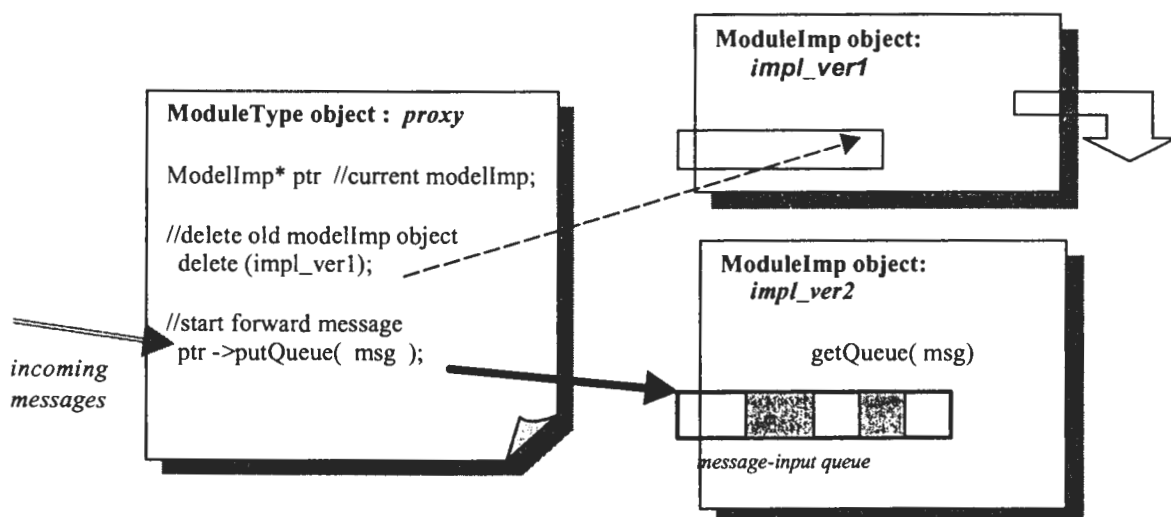 ModuleImp object:
impl_ver1
ModuleType object : proxy
ModelImp* ptr //current modelImp;
//delete old modelImp object
delete (impl_ver1);
//start forward message
ptr ->putQueue( msg );
incoming
messages
ModuleImp object:
impl_ver2
getQueue( msg)
message-input queue